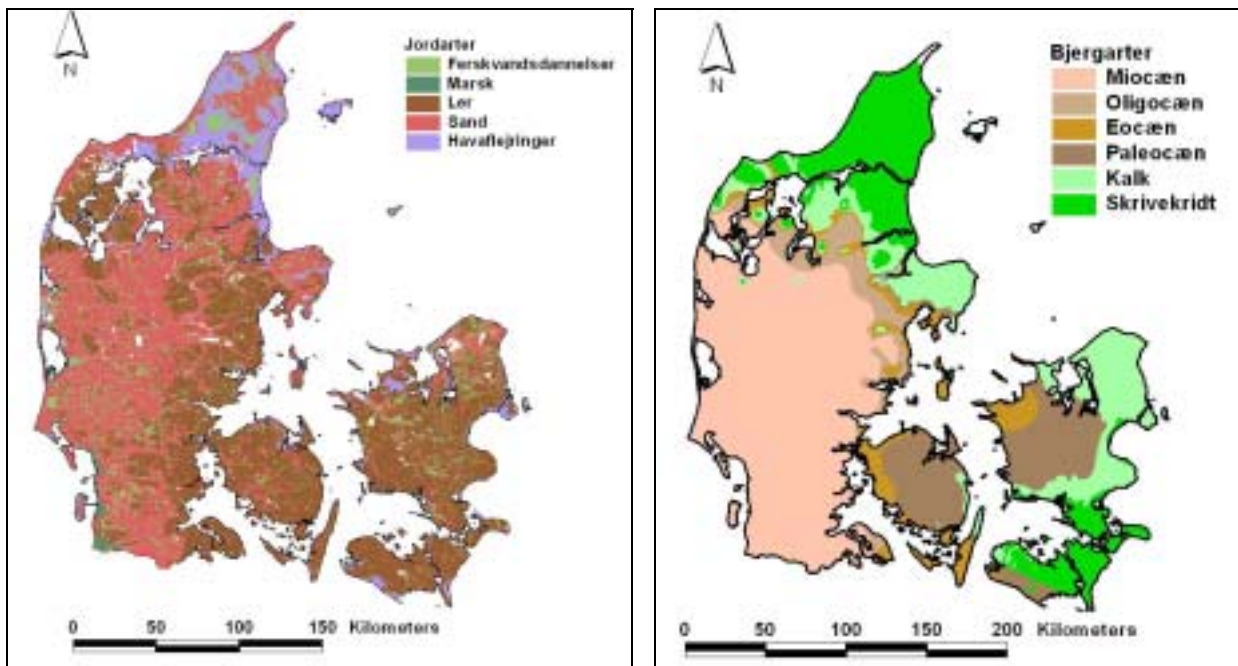 N
Jordarter
Ferskvandsdannelser
Marsk
Ler
Sand
Havaflejringer
0 50 100 150 Kilometers
N
Bjergarter
Miocæn
Oligocæn
Eocæn
Paleocæn
Kalk
Skrivekridt
0 50 100 150 200 Kilometers